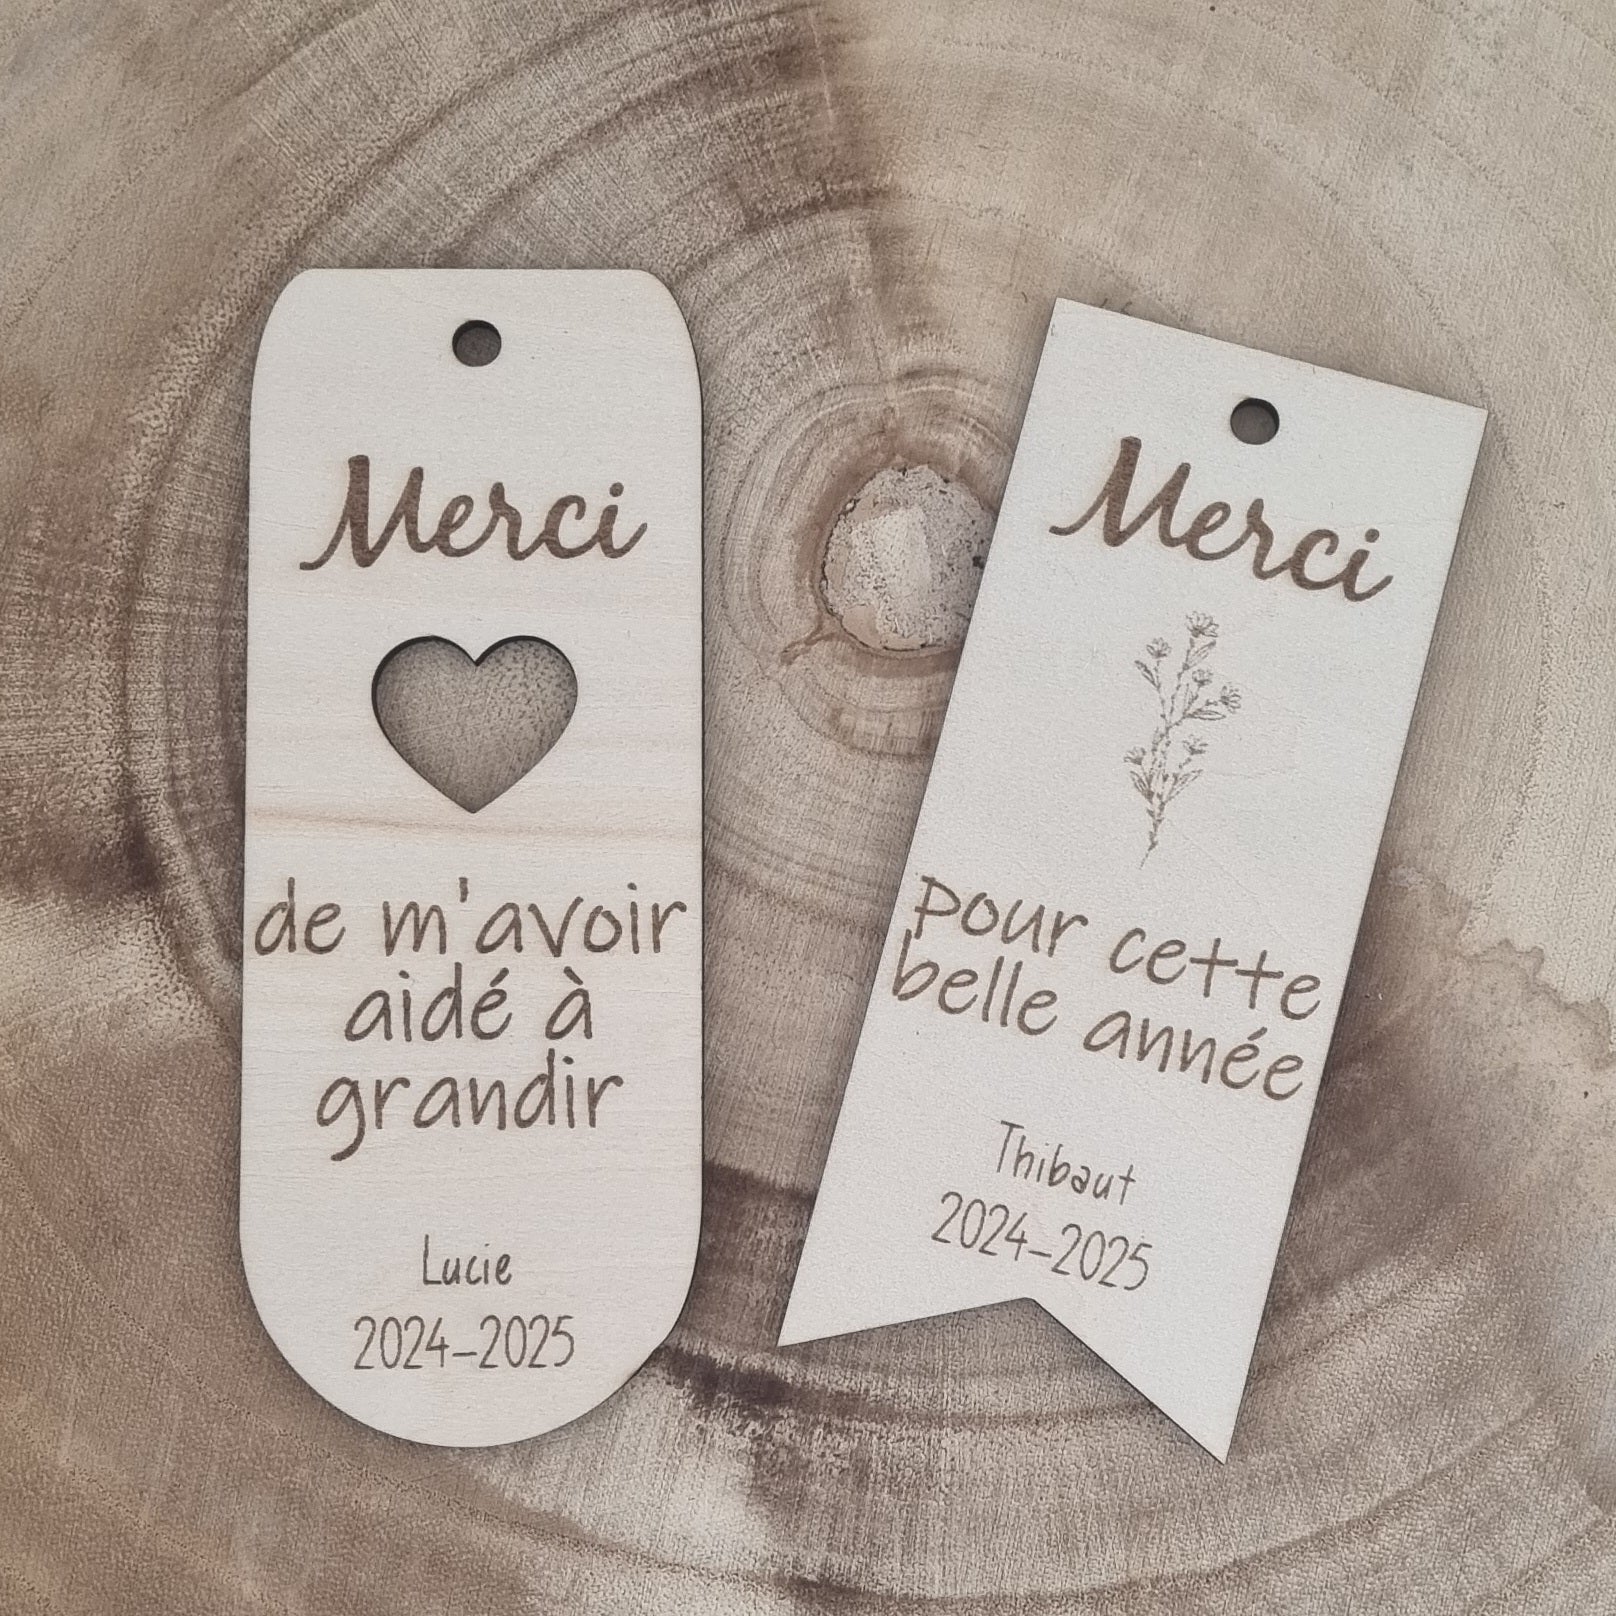 Merci
de m'avoir
aidé à
grandir
Lucie
2024-2025
Merci
pour cette
belle année
Thibaut
2024-2025